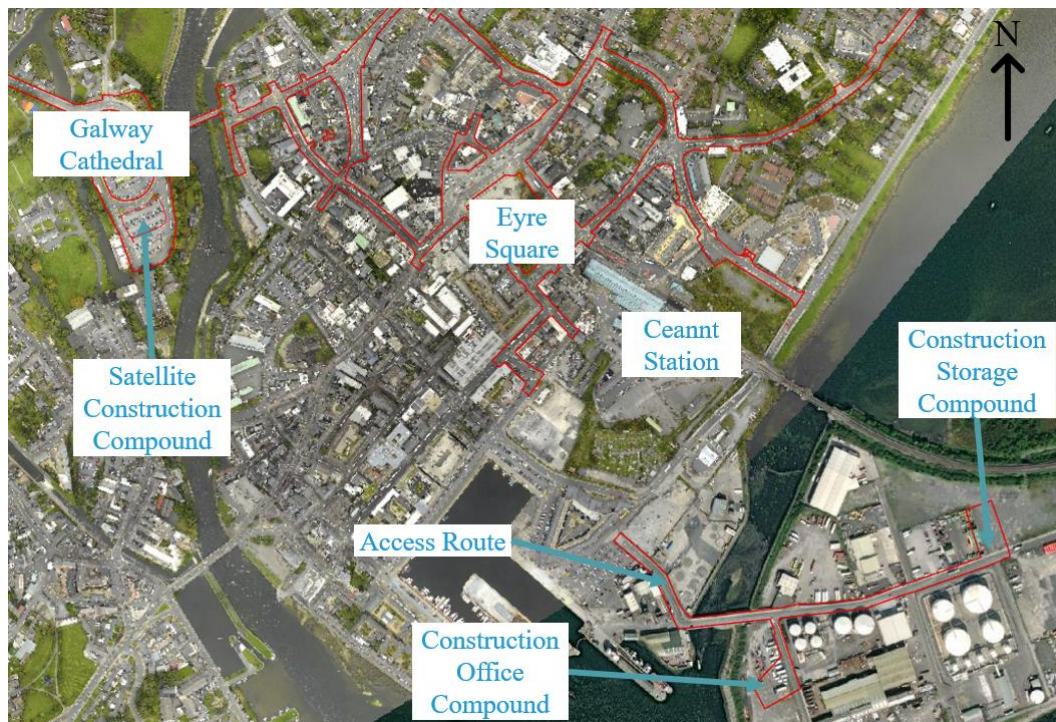 N
Galway
Cathedral
Eyre
Square
Ceannt
Station
Construction
Storage
Compound
Satellite
Construction
Compound
Access Route
Construction
Office
Compound